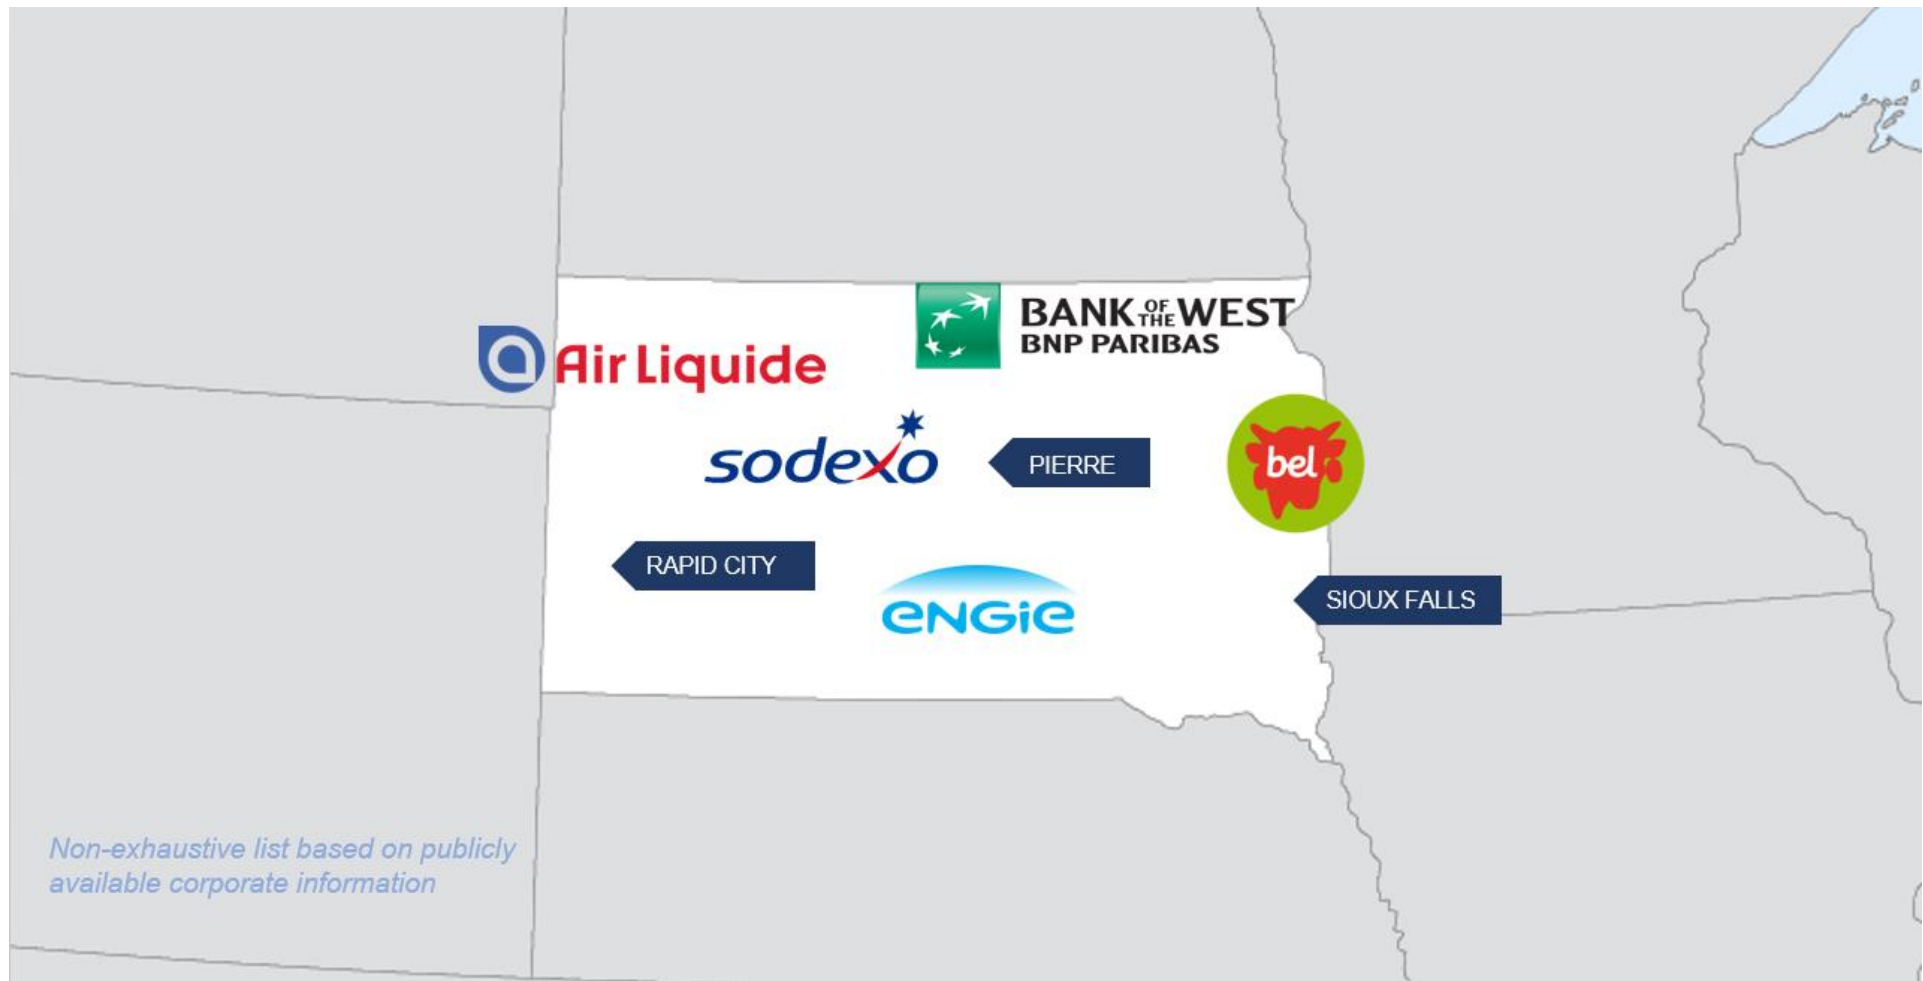 BANK OF THE WEST
BNP PARIBAS
Air Liquide
sodexo
PIERRE
bel
RAPID CITY
ENGiE
SIOUX FALLS
Non-exhaustive list based on publicly
available corporate information